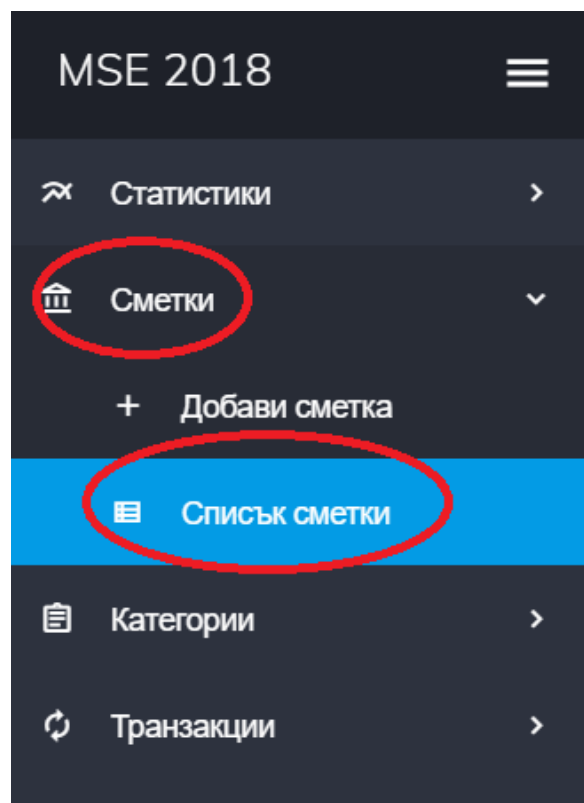 MSE 2018
Статистики
Сметки
Добави сметка
Списък сметки
Категории
Транзакции